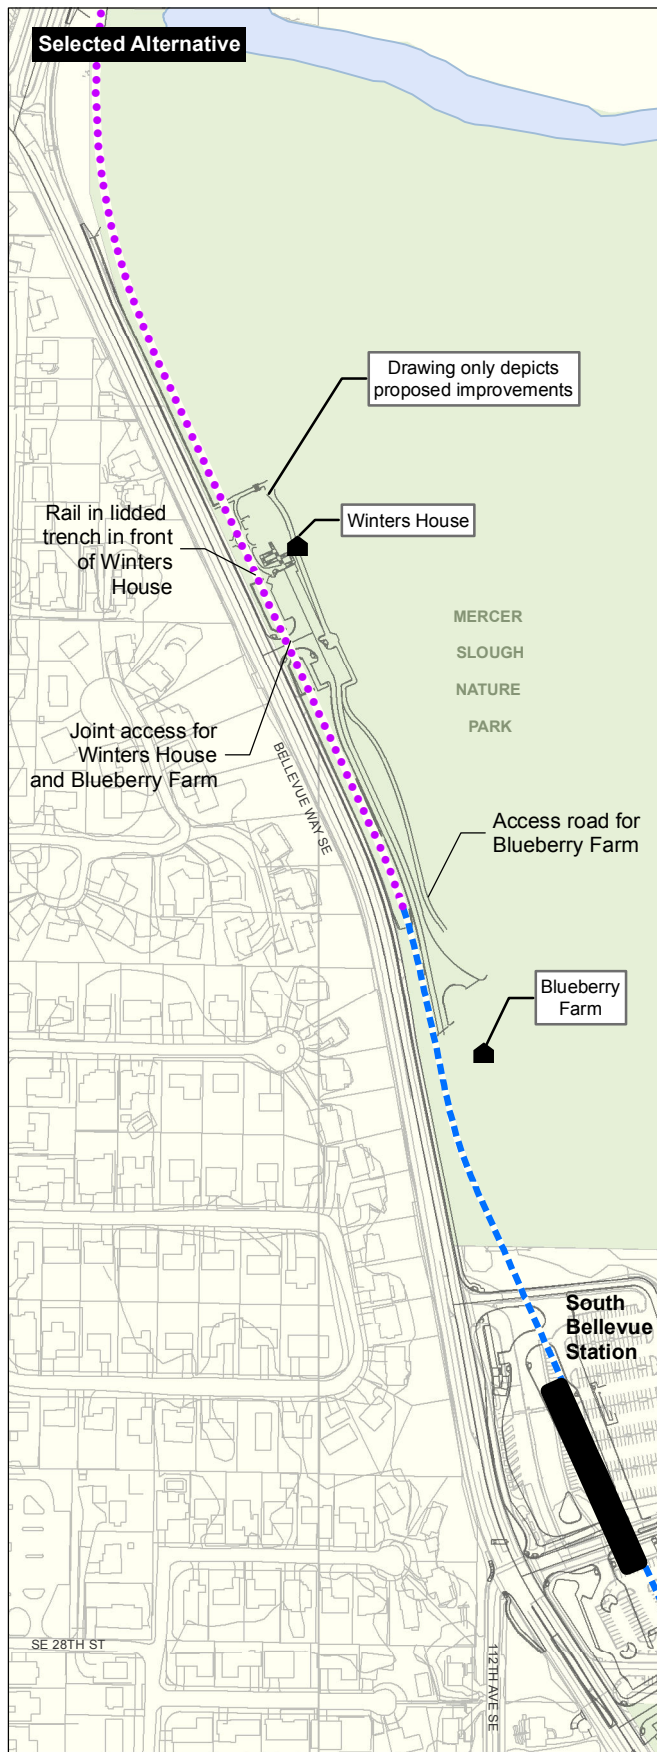 Selected Alternative
Drawing only depicts
proposed improvements
Rail in lidded
trench in front
of Winters
House
Winters House
MERCER
SLOUGH
NATURE
PARK
Joint access for
Winters House
and Blueberry Farm
BELLEVUE WAY SE
Access road for
Blueberry Farm
Blueberry
Farm
South
Bellevue
Station
SE 28TH ST
112TH AVE SE